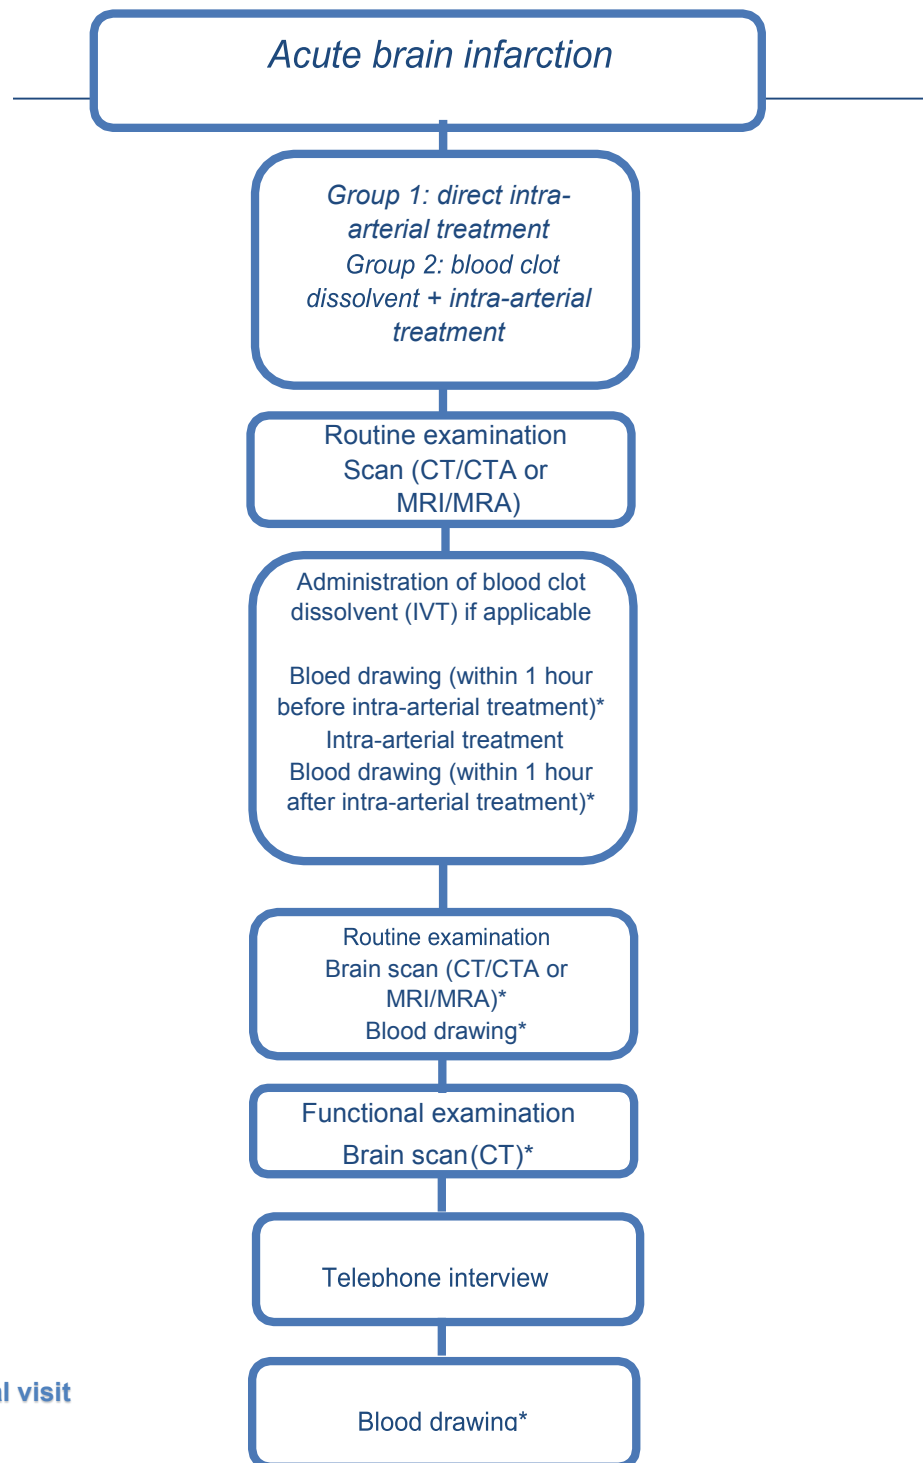 Acute brain infarction
Group 1: direct intra-
arterial treatment
Group 2: blood clot
dissolvent + intra-arterial
treatment
Routine examination
Scan (CT/CTA or
MRI/MRA)
Administration of blood clot
dissolvent (IVT) if applicable
Bloed drawing (within 1 hour
before intra-arterial treatment)*
Intra-arterial treatment
Blood drawing (within 1 hour
after intra-arterial treatment)*
Routine examination
Brain scan (CT/CTA or
MRI/MRA)*
Blood drawing*
Functional examination
Brain scan(CT)*
Telephone interview
visit
Blood drawing*